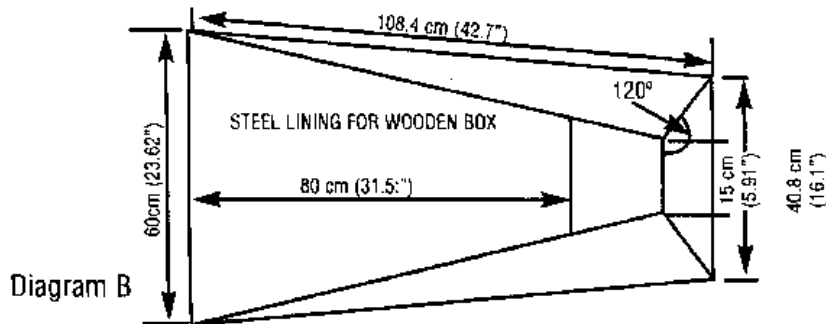 108.4 cm (42.7")
120º
STEEL LINING FOR WOODEN BOX
80 cm (31.5:")
60cm (23.62")
15 cm
(5.91")
40.8 cm
(16.1")
Diagram B